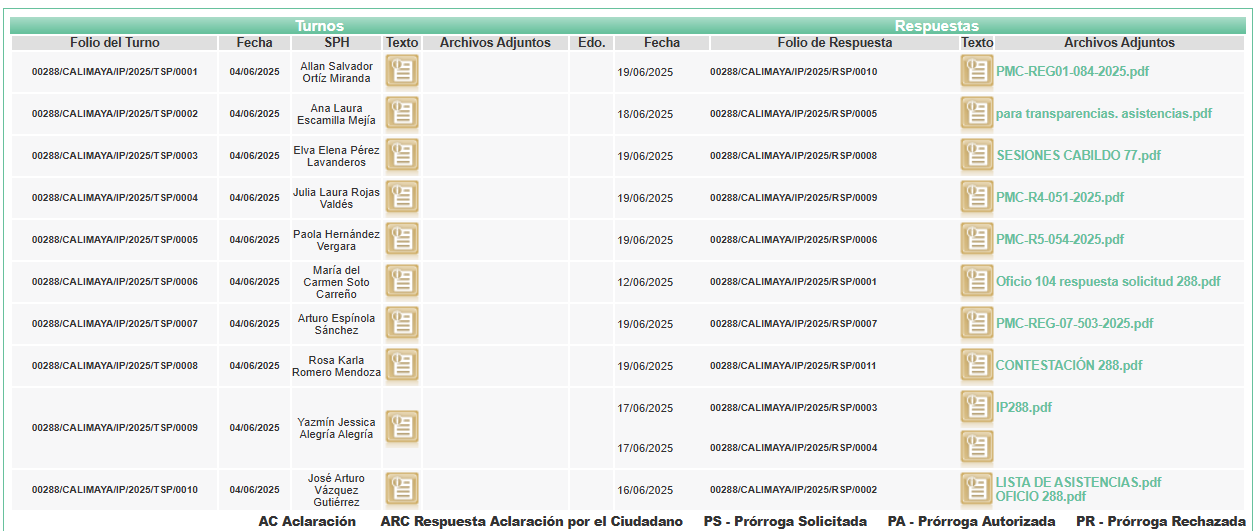 Turnos Respuestas
Folio del Turno Fecha SPH Texto Archivos Adjuntos Edo. Fecha Folio de Respuesta Texto Archivos Adjuntos
00288/CALIMAYA/IP/2025/TSP/0001 04/06/2025 Allan Salvador Ortíz Miranda 19/06/2025 00288/CALIMAYA/IP/2025/RSP/0010 PMC-REG01-084-2025.pdf
00288/CALIMAYA/IP/2025/TSP/0002 04/06/2025 Ana Laura Escamilla Mejía 18/06/2025 00288/CALIMAYA/IP/2025/RSP/0005 para transparencias. asistencias.pdf
00288/CALIMAYA/IP/2025/TSP/0003 04/06/2025 Elva Elena Pérez Lavanderos 19/06/2025 00288/CALIMAYA/IP/2025/RSP/0008 SESIONES CABILDO 77.pdf
00288/CALIMAYA/IP/2025/TSP/0004 04/06/2025 Julia Laura Rojas Valdés 19/06/2025 00288/CALIMAYA/IP/2025/RSP/0009 PMC-R4-051-2025.pdf
00288/CALIMAYA/IP/2025/TSP/0005 04/06/2025 Paola Hernández Vergara 19/06/2025 00288/CALIMAYA/IP/2025/RSP/0006 PMC-R5-054-2025.pdf
00288/CALIMAYA/IP/2025/TSP/0006 04/06/2025 María del Carmen Soto Carreño 12/06/2025 00288/CALIMAYA/IP/2025/RSP/0001 Oficio 104 respuesta solicitud 288.pdf
00288/CALIMAYA/IP/2025/TSP/0007 04/06/2025 Arturo Espínola Sánchez 19/06/2025 00288/CALIMAYA/IP/2025/RSP/0007 PMC-REG-07-503-2025.pdf
00288/CALIMAYA/IP/2025/TSP/0008 04/06/2025 Rosa Karla Romero Mendoza 19/06/2025 00288/CALIMAYA/IP/2025/RSP/0011 CONTESTACIÓN 288.pdf
00288/CALIMAYA/IP/2025/TSP/0009 04/06/2025 Yazmín Jessica Alegría Alegría 17/06/2025 00288/CALIMAYA/IP/2025/RSP/0003 IP288.pdf
17/06/2025 00288/CALIMAYA/IP/2025/RSP/0004
00288/CALIMAYA/IP/2025/TSP/0010 04/06/2025 José Arturo Vázquez Gutiérrez 16/06/2025 00288/CALIMAYA/IP/2025/RSP/0002 LISTA DE ASISTENCIAS.pdf
OFICIO 288.pdf
AC Aclaración ARC Respuesta Aclaración por el Ciudadano PS - Prórroga Solicitada PA - Prórroga Autorizada PR - Prórroga Rechazada